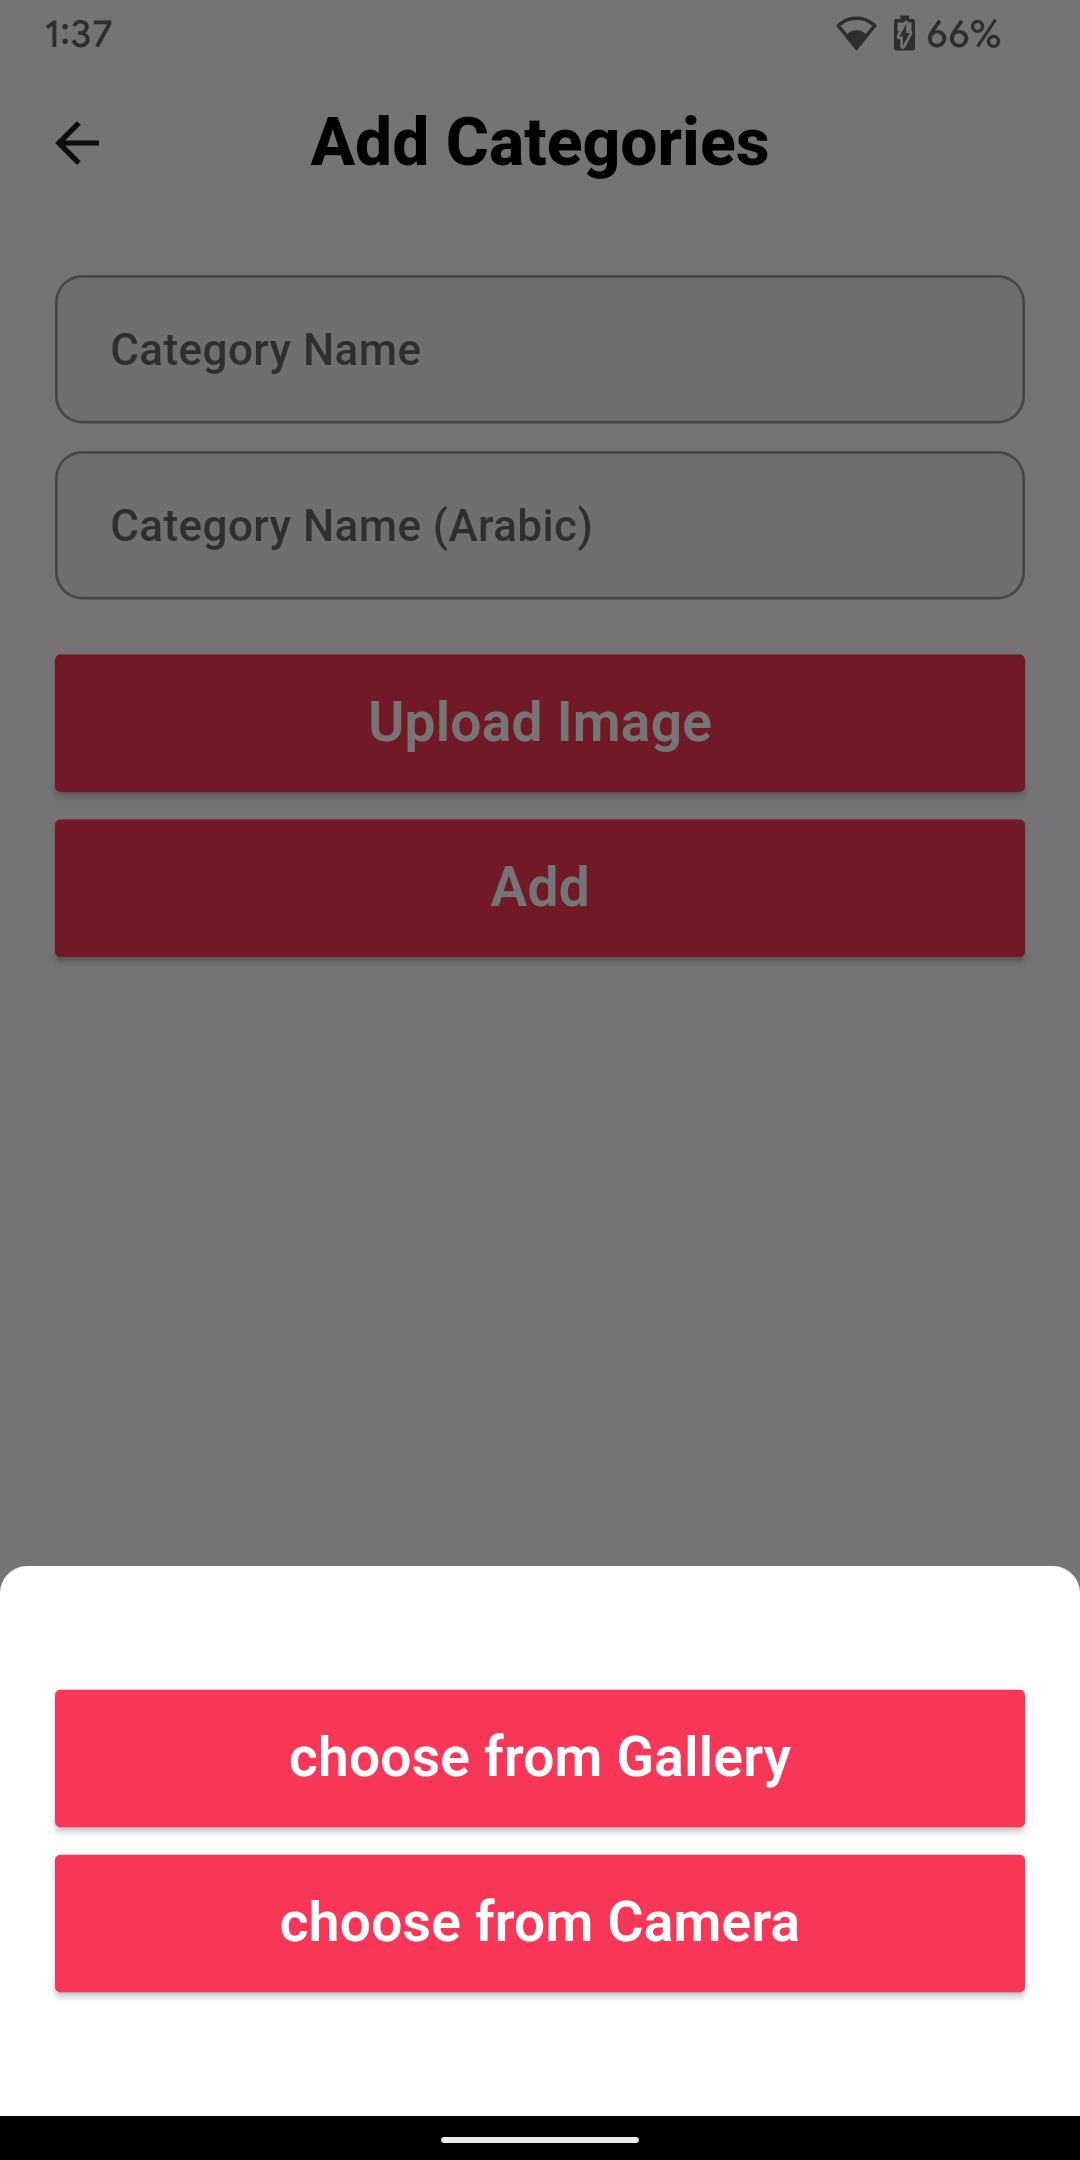 1:37
66%
Add Categories
Category Name
Category Name (Arabic)
Upload Image
Add
choose from Gallery
choose from Camera